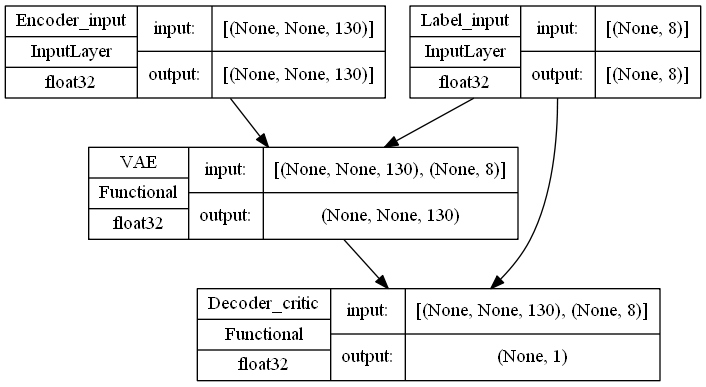 Encoder_input
InputLayer
float32
input:
[(None, None, 130)]
output:
[(None, None, 130)]
Label_input
InputLayer
float32
input:
[(None, 8)]
output:
[(None, 8)]
VAE
Functional
float32
input:
[(None, None, 130), (None, 8)]
output:
(None, None, 130)
Decoder_critic
Functional
float32
input:
[(None, None, 130), (None, 8)]
output:
(None, 1)